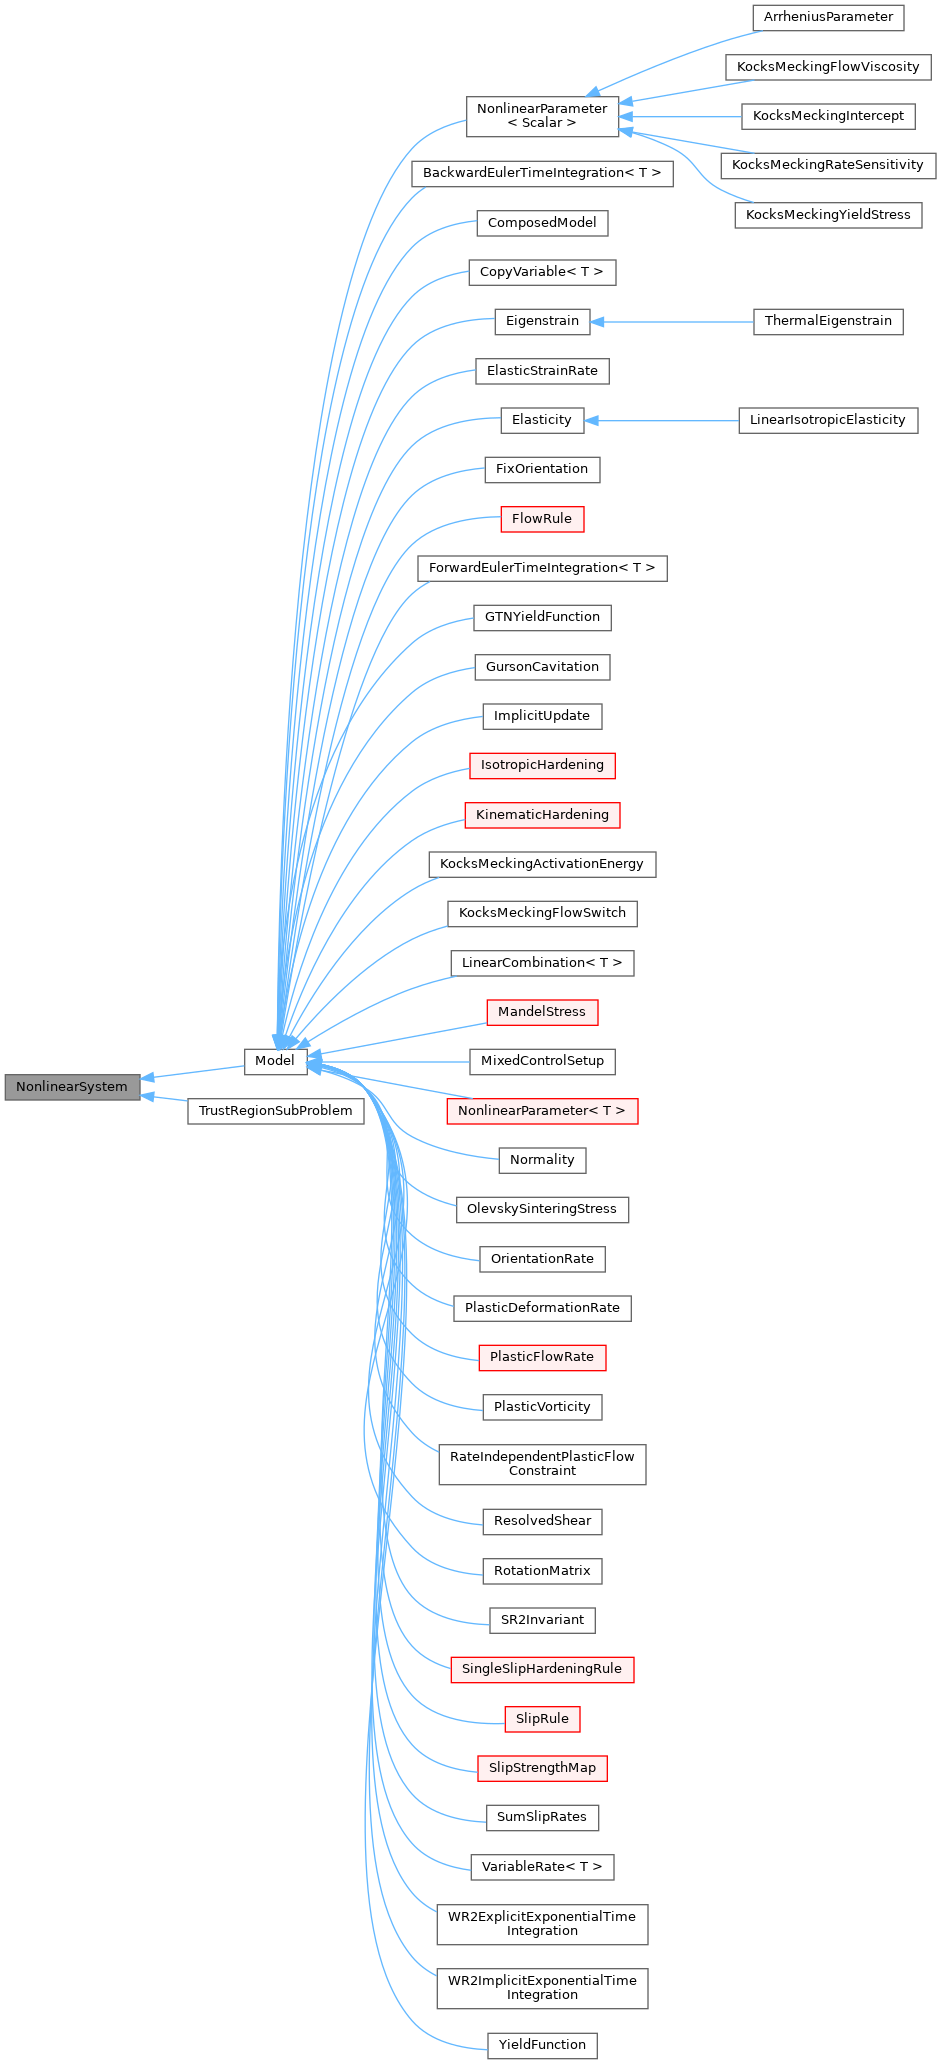 ArrheniusParameter
KocksMeckingFlowViscosity
NonlinearParameter
< Scalar >
KocksMeckingIntercept
KocksMeckingRateSensitivity
BackwardEulerTimeIntegration< T >
KocksMeckingYieldStress
ComposedModel
CopyVariable< T >
Eigenstrain
ThermalEigenstrain
ElasticStrainRate
Elasticity
LinearIsotropicElasticity
FixOrientation
FlowRule
ForwardEulerTimeIntegration< T >
GTNYieldFunction
GursonCavitation
ImplicitUpdate
IsotropicHardening
KinematicHardening
KocksMeckingActivationEnergy
KocksMeckingFlowSwitch
LinearCombination< T >
MandelStress
Model
MixedControlSetup
NonlinearSystem
TrustRegionSubProblem
NonlinearParameter< T >
Normality
OlevskySinteringStress
OrientationRate
PlasticDeformationRate
PlasticFlowRate
PlasticVorticity
RateIndependentPlasticFlow
Constraint
ResolvedShear
RotationMatrix
SR2Invariant
SingleSlipHardeningRule
SlipRule
SlipStrengthMap
SumSlipRates
VariableRate< T >
WR2ExplicitExponentialTime
Integration
WR2ImplicitExponentialTime
Integration
YieldFunction